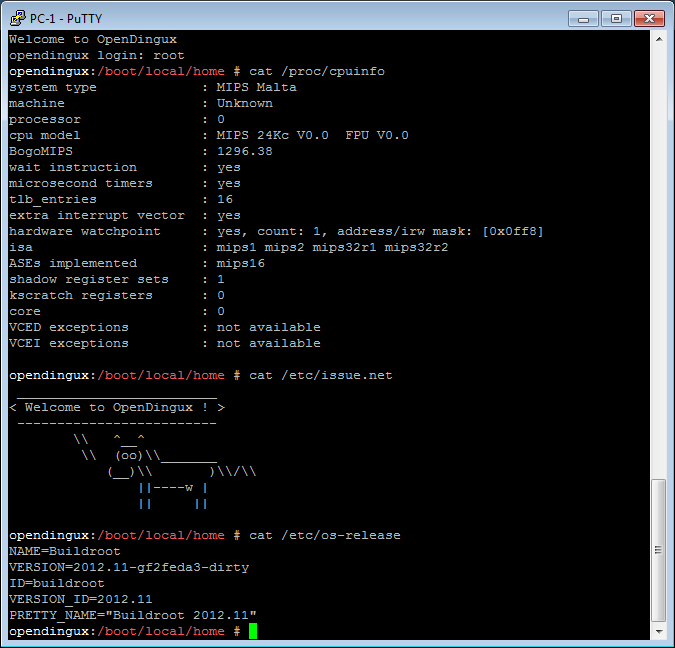 PC-1 - PuTTY
Welcome to OpenDingux
opendingux login: root
opendingux:/boot/local/home # cat /proc/cpuinfo
system type             : MIPS Malta
machine                 : Unknown
processor               : 0
cpu model               : MIPS 24Kc V0.0  FPU V0.0
BogoMIPS                : 1296.38
wait instruction        : yes
microsecond timers      : yes
tlb_entries             : 16
extra interrupt vector  : yes
hardware watchpoint     : yes, count: 1, address/irw mask: [0x0ff8]
isa                     : mips1 mips2 mips32r1 mips32r2
ASEs implemented        : mips16
shadow register sets    : 1
kscratch registers      : 0
core                    : 0
VCED exceptions         : not available
VCEI exceptions         : not available
opendingux:/boot/local/home # cat /etc/issue.net
 _________________________
< Welcome to OpenDingux ! >
 -------------------------
        \\   ^__^
         \\  (oo)\\_______
            (__)\\       )\\/\\
                ||----w |
                ||     ||
opendingux:/boot/local/home # cat /etc/os-release
NAME=Buildroot
VERSION=2012.11-gf2feda3-dirty
ID=buildroot
VERSION_ID=2012.11
PRETTY_NAME="Buildroot 2012.11"
opendingux:/boot/local/home #